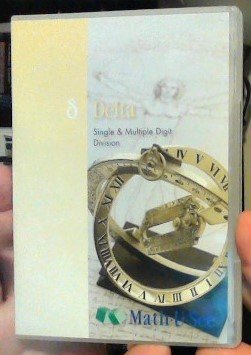 δ Delta
Single & Multiple Digit
Division
Math·U·See